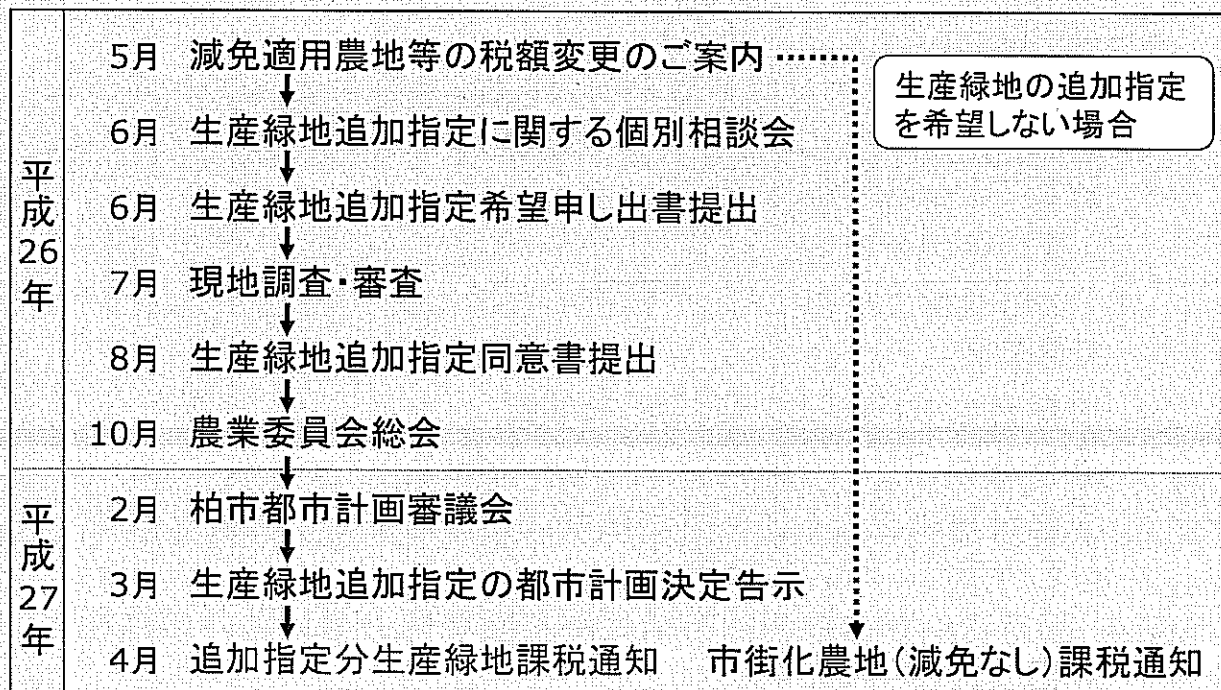 平成26年
5月 減免適用農地等の税額変更のご案内
生産緑地の追加指定
を希望しない場合
6月 生産緑地追加指定に関する個別相談会
6月 生産緑地追加指定希望申し出書提出
7月 現地調査・審査
8月 生産緑地追加指定同意書提出
10月 農業委員会総会
平成27年
2月 柏市都市計画審議会
3月 生産緑地追加指定の都市計画決定告示
4月 追加指定分生産緑地課税通知 市街化農地(減免なし)課税通知